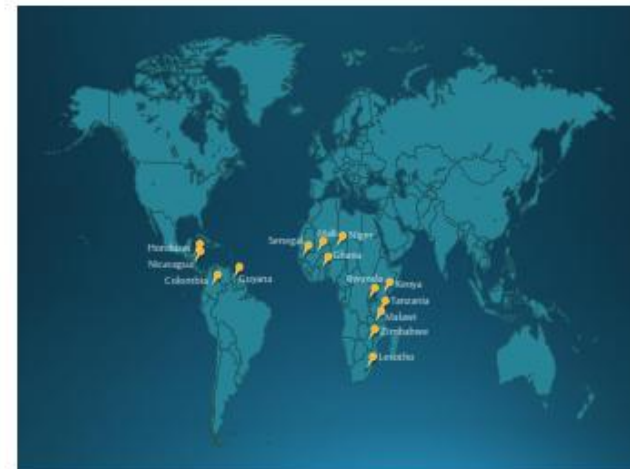 Honduras
Nicaragua
Colombia
Guyana
Senegal
Mali
Niger
Ghana
Rwanda
Kenya
Tanzania
Malawi
Zimbabwe
Lesotho